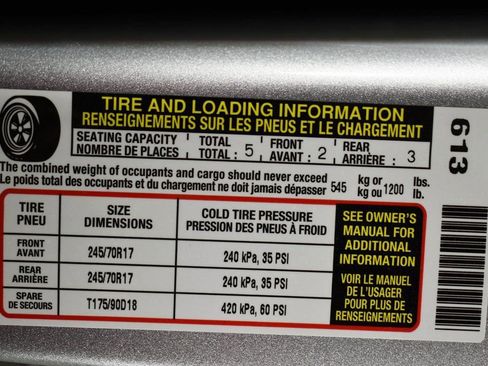 TIRE AND LOADING INFORMATION
RENSEIGNEMENTS SUR LES PNEUS ET LE CHARGEMENT
SEATING CAPACITY TOTAL FRONT REAR
NOMBRE DE PLACES TOTAL : 5 AVANT : 2 ARRIÈRE : 3
The combined weight of occupants and cargo should never exceed 545 kg or 1200 lbs.
Le poids total des occupants et du chargement ne doit jamais dépasser kg ou lb.
TIRE SIZE COLD TIRE PRESSURE
PNEU DIMENSIONS PRESSION DES PNEUS À FROID
FRONT
AVANT 245/70R17 240 kPa, 35 PSI
REAR
ARRIÈRE 245/70R17 240 kPa, 35 PSI
SPARE
DE SECOURS T175/90D18 420 kPa, 60 PSI
SEE OWNER'S
MANUAL FOR
ADDITIONAL
INFORMATION
VOIR LE MANUEL
DE L'USAGER
POUR PLUS DE
RENSEIGNEMENTS
613